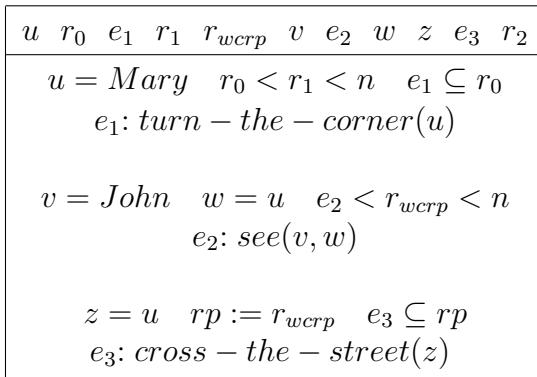 u r₀ e₁ r₁ r_wcrp v e₂ w z e₃ r₂
u = Mary r₀ < r₁ < n e₁ ⊆ r₀
e₁: turn − the − corner(u)
v = John w = u e₂ < r_wcrp < n
e₂: see(v, w)
z = u rp := r_wcrp e₃ ⊆ rp
e₃: cross − the − street(z)